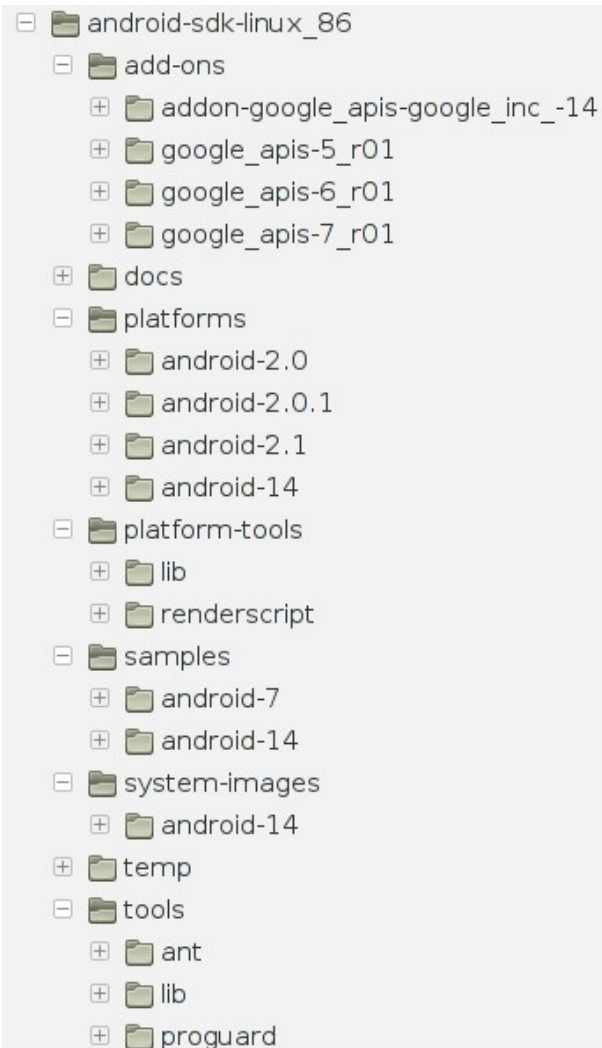 android-sdk-linux_86
add-ons
addon-google_apis-google_inc_-14
google_apis-5_r01
google_apis-6_r01
google_apis-7_r01
docs
platforms
android-2.0
android-2.0.1
android-2.1
android-14
platform-tools
lib
renderscript
samples
android-7
android-14
system-images
android-14
temp
tools
ant
lib
proguard